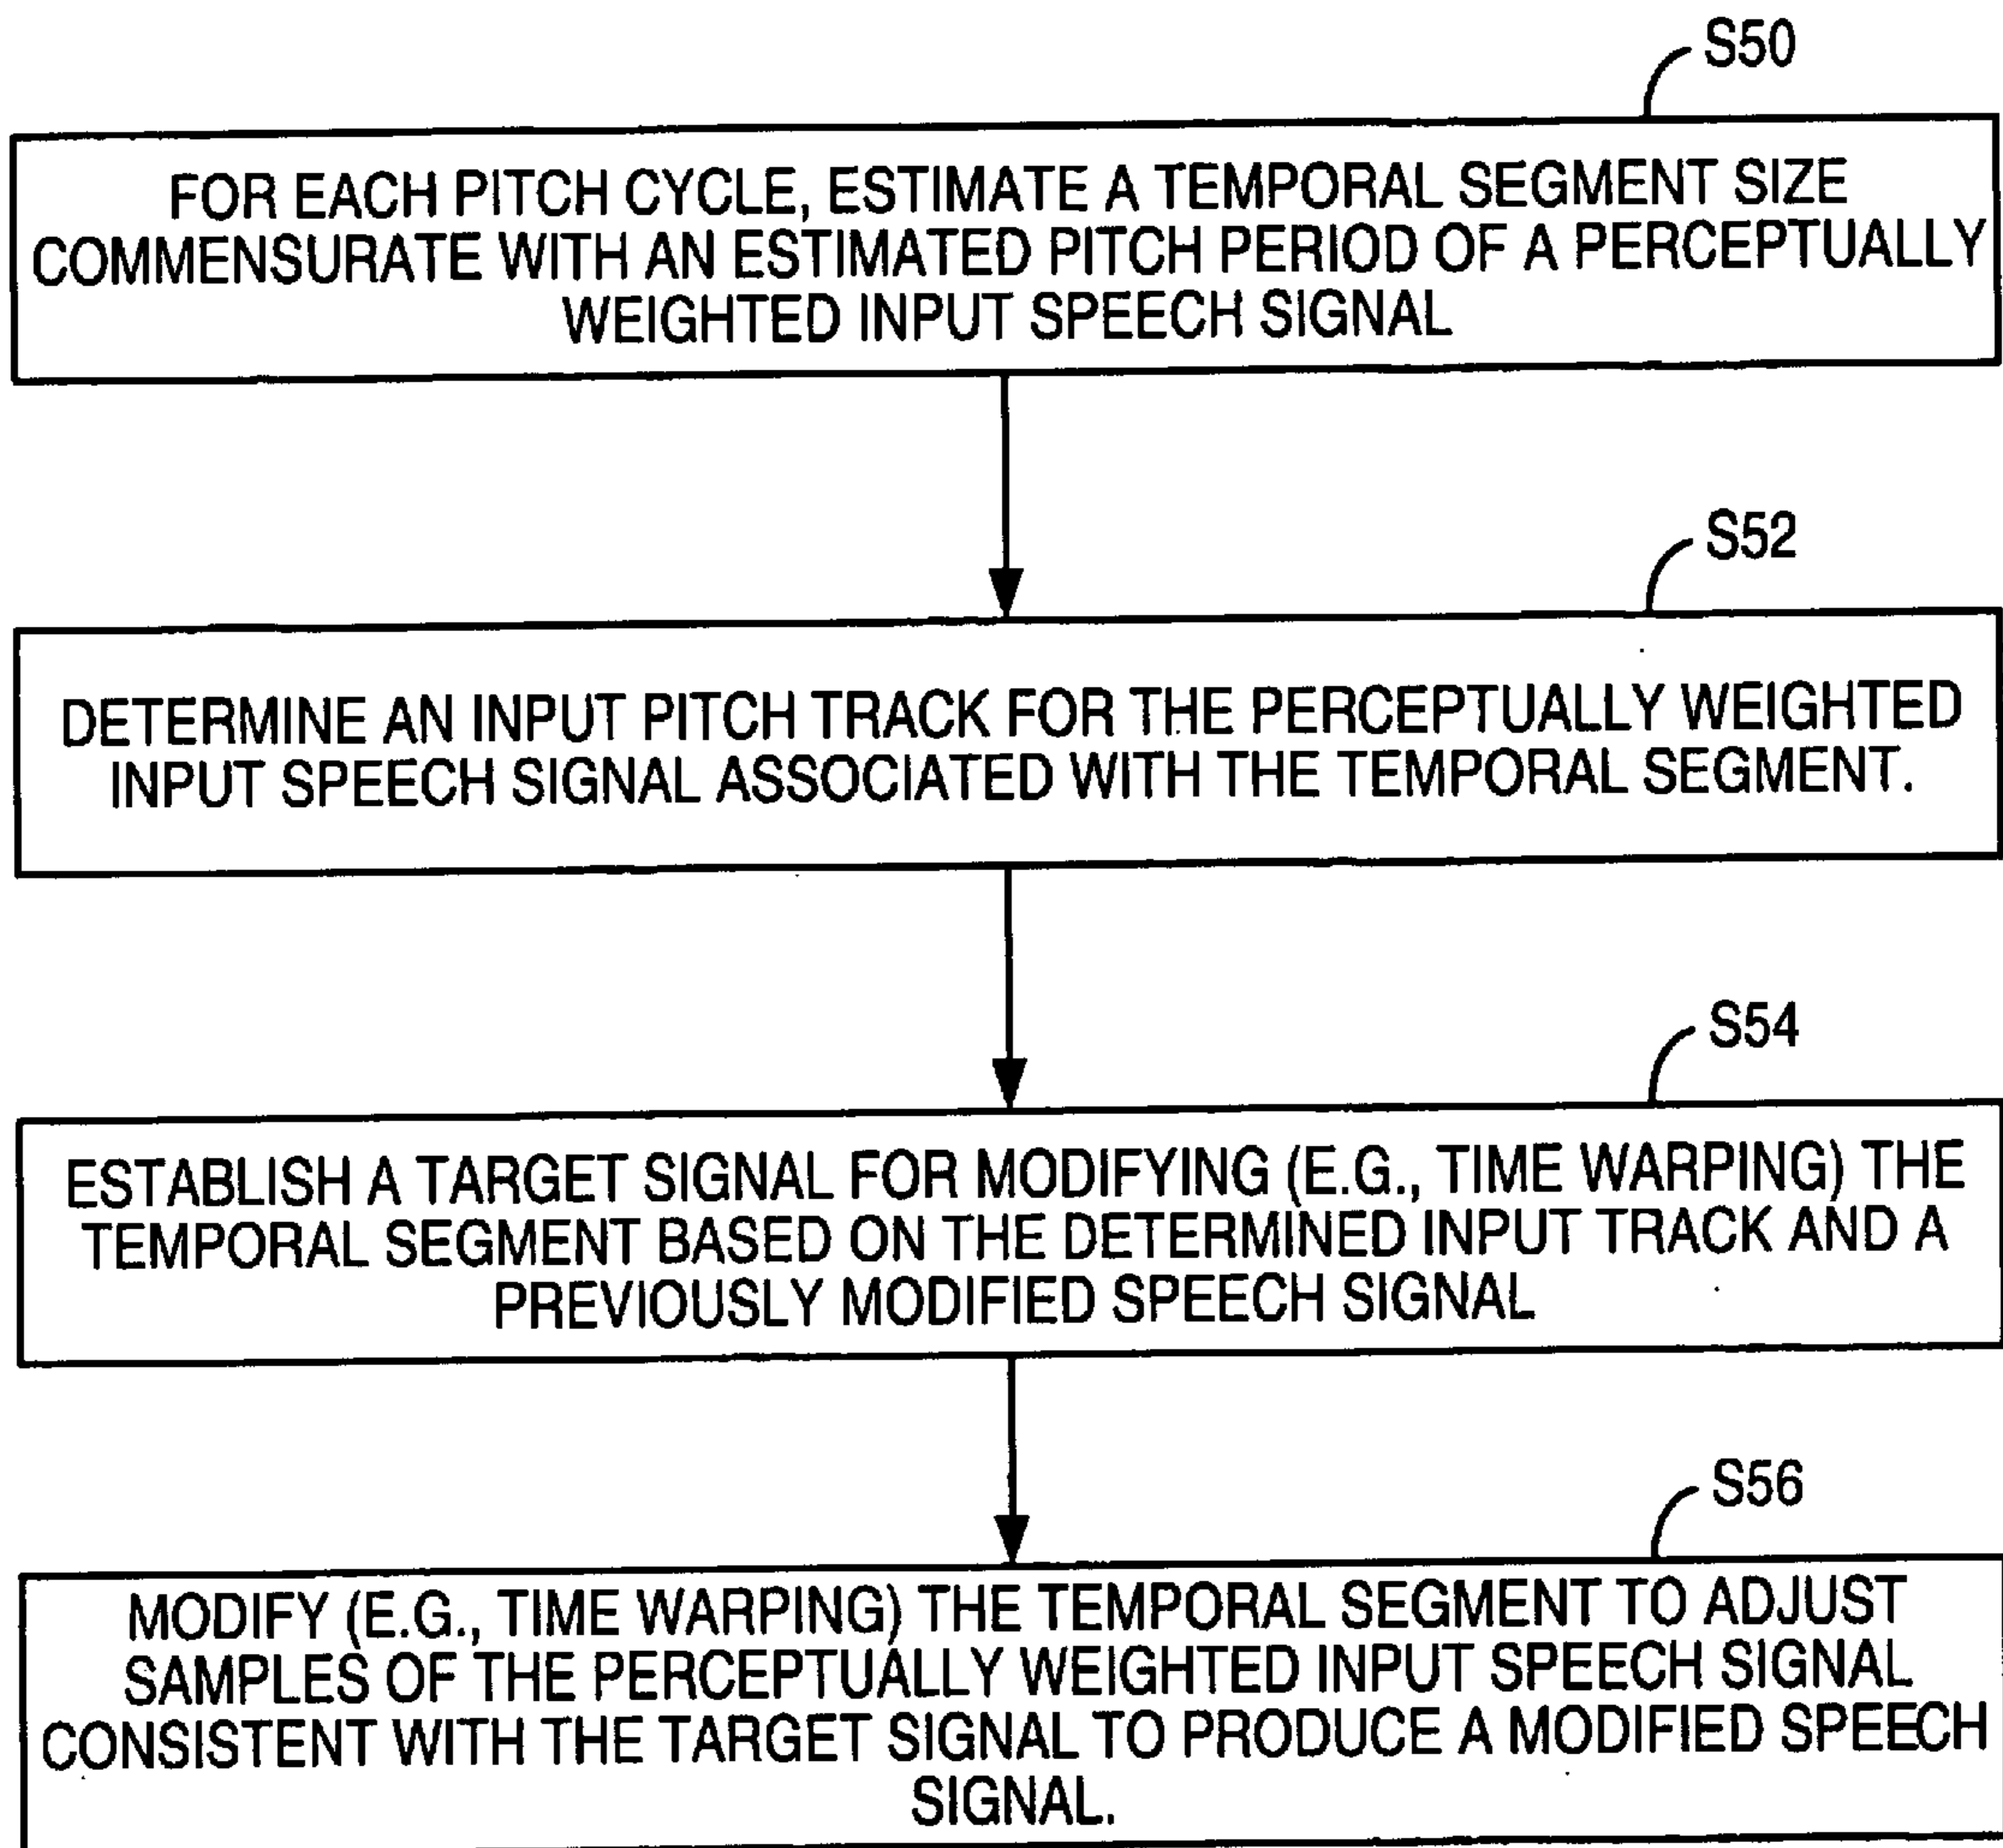 S50
FOR EACH PITCH CYCLE, ESTIMATE A TEMPORAL SEGMENT SIZE
COMMENSURATE WITH AN ESTIMATED PITCH PERIOD OF A PERCEPTUALLY
WEIGHTED INPUT SPEECH SIGNAL
S52
DETERMINE AN INPUT PITCH TRACK FOR THE PERCEPTUALLY WEIGHTED
INPUT SPEECH SIGNAL ASSOCIATED WITH THE TEMPORAL SEGMENT.
S54
ESTABLISH A TARGET SIGNAL FOR MODIFYING (E.G., TIME WARPING) THE
TEMPORAL SEGMENT BASED ON THE DETERMINED INPUT TRACK AND A
PREVIOUSLY MODIFIED SPEECH SIGNAL
S56
MODIFY (E.G., TIME WARPING) THE TEMPORAL SEGMENT TO ADJUST
SAMPLES OF THE PERCEPTUALLY WEIGHTED INPUT SPEECH SIGNAL
CONSISTENT WITH THE TARGET SIGNAL TO PRODUCE A MODIFIED SPEECH
SIGNAL.